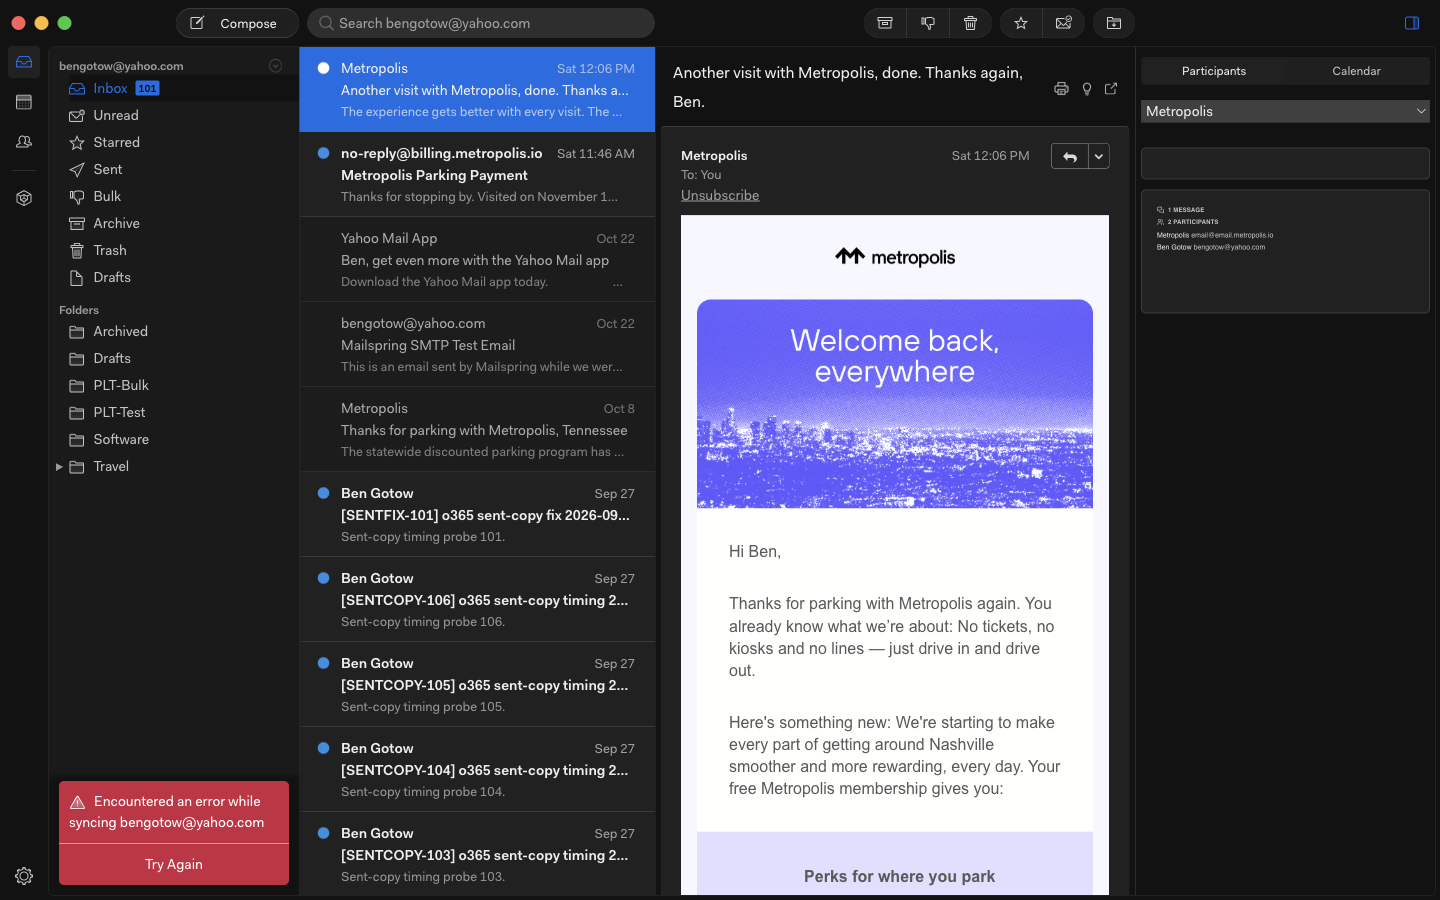 Compose
Search bengotow@yahoo.com
bengotow@yahoo.com
Inbox 101
Unread
Starred
Sent
Bulk
Archive
Trash
Drafts
Folders
Archived
Drafts
PLT-Bulk
PLT-Test
Software
Travel
Encountered an error while
syncing bengotow@yahoo.com
Try Again
Metropolis Sat 12:06 PM
Another visit with Metropolis, done. Thanks a...
The experience gets better with every visit. The ...
no-reply@billing.metropolis.io Sat 11:46 AM
Metropolis Parking Payment
Thanks for stopping by. Visited on November 1...
Yahoo Mail App Oct 22
Ben, get even more with the Yahoo Mail app
Download the Yahoo Mail app today. ...
bengotow@yahoo.com Oct 22
Mailspring SMTP Test Email
This is an email sent by Mailspring while we wer...
Metropolis Oct 8
Thanks for parking with Metropolis, Tennessee
The statewide discounted parking program has ...
Ben Gotow Sep 27
[SENTFIX-101] o365 sent-copy fix 2026-09...
Sent-copy timing probe 101.
Ben Gotow Sep 27
[SENTCOPY-106] o365 sent-copy timing 2...
Sent-copy timing probe 106.
Ben Gotow Sep 27
[SENTCOPY-105] o365 sent-copy timing 2...
Sent-copy timing probe 105.
Ben Gotow Sep 27
[SENTCOPY-104] o365 sent-copy timing 2...
Sent-copy timing probe 104.
Ben Gotow Sep 27
[SENTCOPY-103] o365 sent-copy timing 2...
Sent-copy timing probe 103.
Another visit with Metropolis, done. Thanks again,
Ben.
Metropolis Sat 12:06 PM
To: You
Unsubscribe
metropolis
Welcome back,
everywhere
Hi Ben,
Thanks for parking with Metropolis again. You
already know what we’re about: No tickets, no
kiosks and no lines — just drive in and drive
out.
Here's something new: We're starting to make
every part of getting around Nashville
smoother and more rewarding, every day. Your
free Metropolis membership gives you:
Perks for where you park
Participants Calendar
Metropolis
1 MESSAGE
2 PARTICIPANTS
Metropolis email@email.metropolis.io
Ben Gotow bengotow@yahoo.com